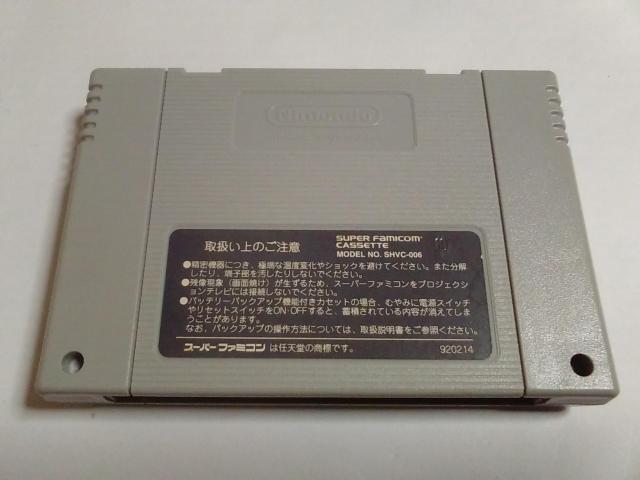 Nintendo
取扱い上のご注意
SUPER FAMICOM
CASSETTE
MODEL NO. SHVC-006
●精密機器につき、極端な温度変化やショックを避けてください。また分解
したり、端子部を汚したりしないでください。
●残像現象(画面焼け)が生ずるため、スーパーファミコンをプロジェクシ
ョンテレビには接続しないでください。
●バッテリーバックアップ機能付きカセットの場合、むやみに電源スイッチ
やリセットスイッチをON・OFFすると、蓄積されている内容が消えてしま
うことがあります。
なお、バックアップの操作方法については、取扱説明書をご参照ください。
スーパーファミコン は任天堂の商標です。
920214